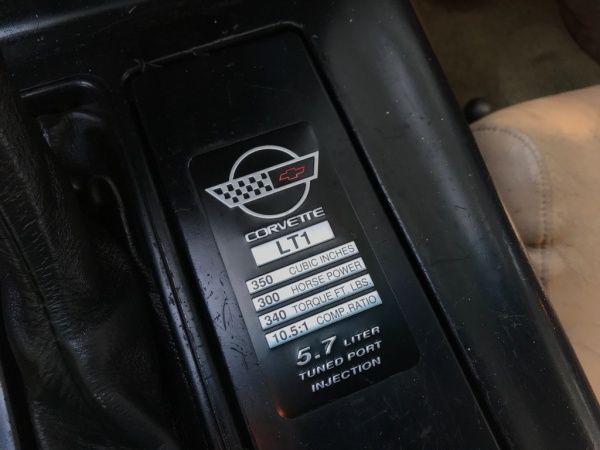 CORVETTE
LT1
350 CUBIC INCHES
300 HORSE POWER
340 TORQUE FT. LBS.
10.5:1 COMP. RATIO
5.7 LITER
TUNED PORT
INJECTION